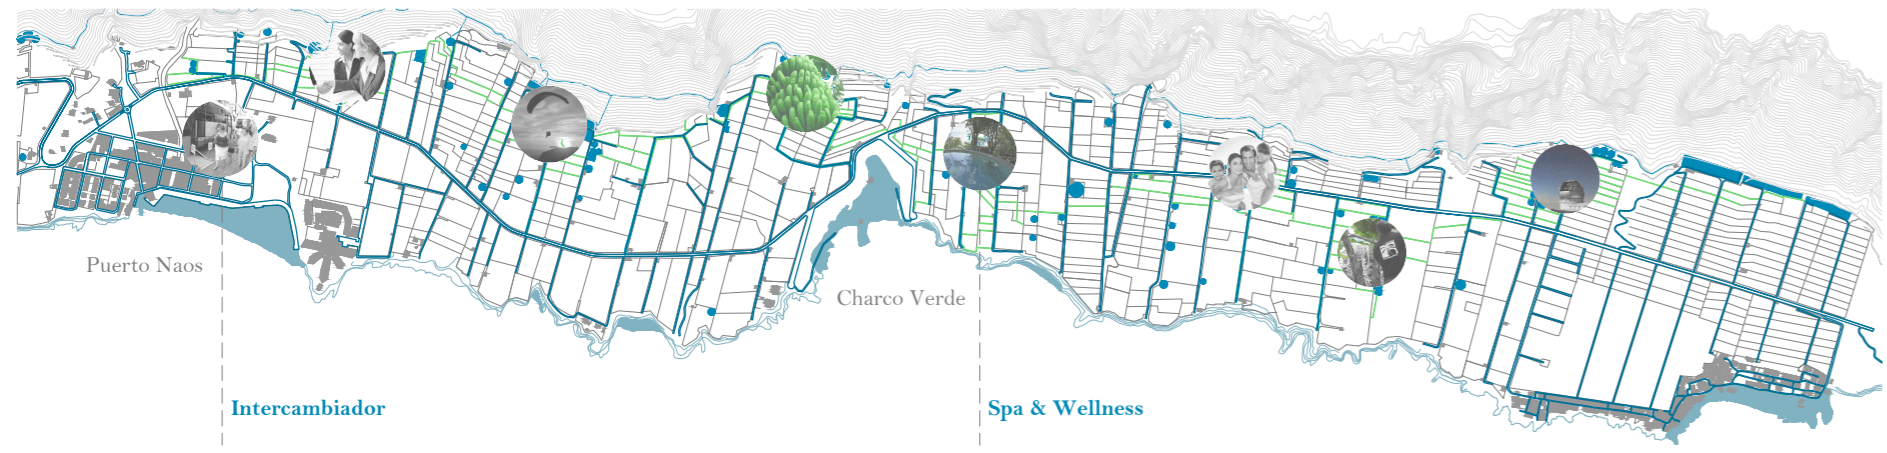 Puerto Naos
Charco Verde
Intercambiador
Spa & Wellness